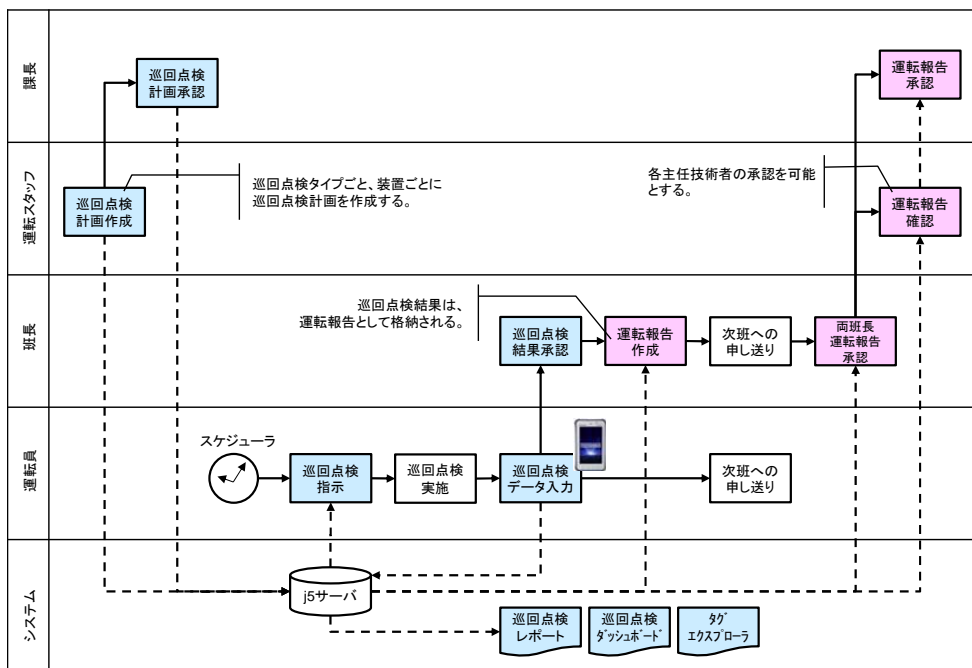 課長
巡回点検
計画承認
運転報告
承認
運転スタッフ
巡回点検
計画作成
巡回点検タイプごと、装置ごとに
巡回点検計画を作成する。
各主任技術者の承認を可能
とする。
運転報告
確認
班長
巡回点検結果は、
運転報告として格納される。
巡回点検
結果承認
運転報告
作成
次班への
申し送り
両班長
運転報告
承認
運転員
スケジューラ
巡回点検
指示
巡回点検
実施
巡回点検
データ入力
次班への
申し送り
システム
j5サーバ
巡回点検
レポート
巡回点検
ﾀﾞｯｼｭﾎﾞｰﾄﾞ
ﾀｸﾞ
ｴｸｽﾌﾟﾛｰﾗ